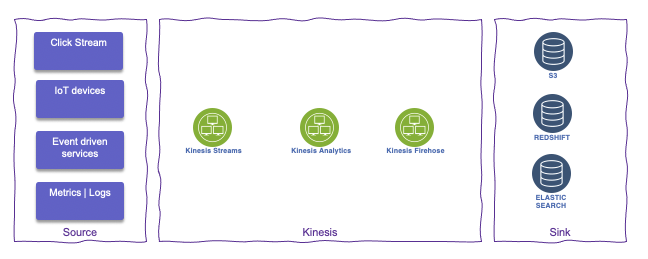 Click Stream
IoT devices
Event driven
services
Metrics | Logs
Source
Kinesis Streams
Kinesis Analytics
Kinesis Firehose
Kinesis
S3
REDSHIFT
ELASTIC
SEARCH
Sink